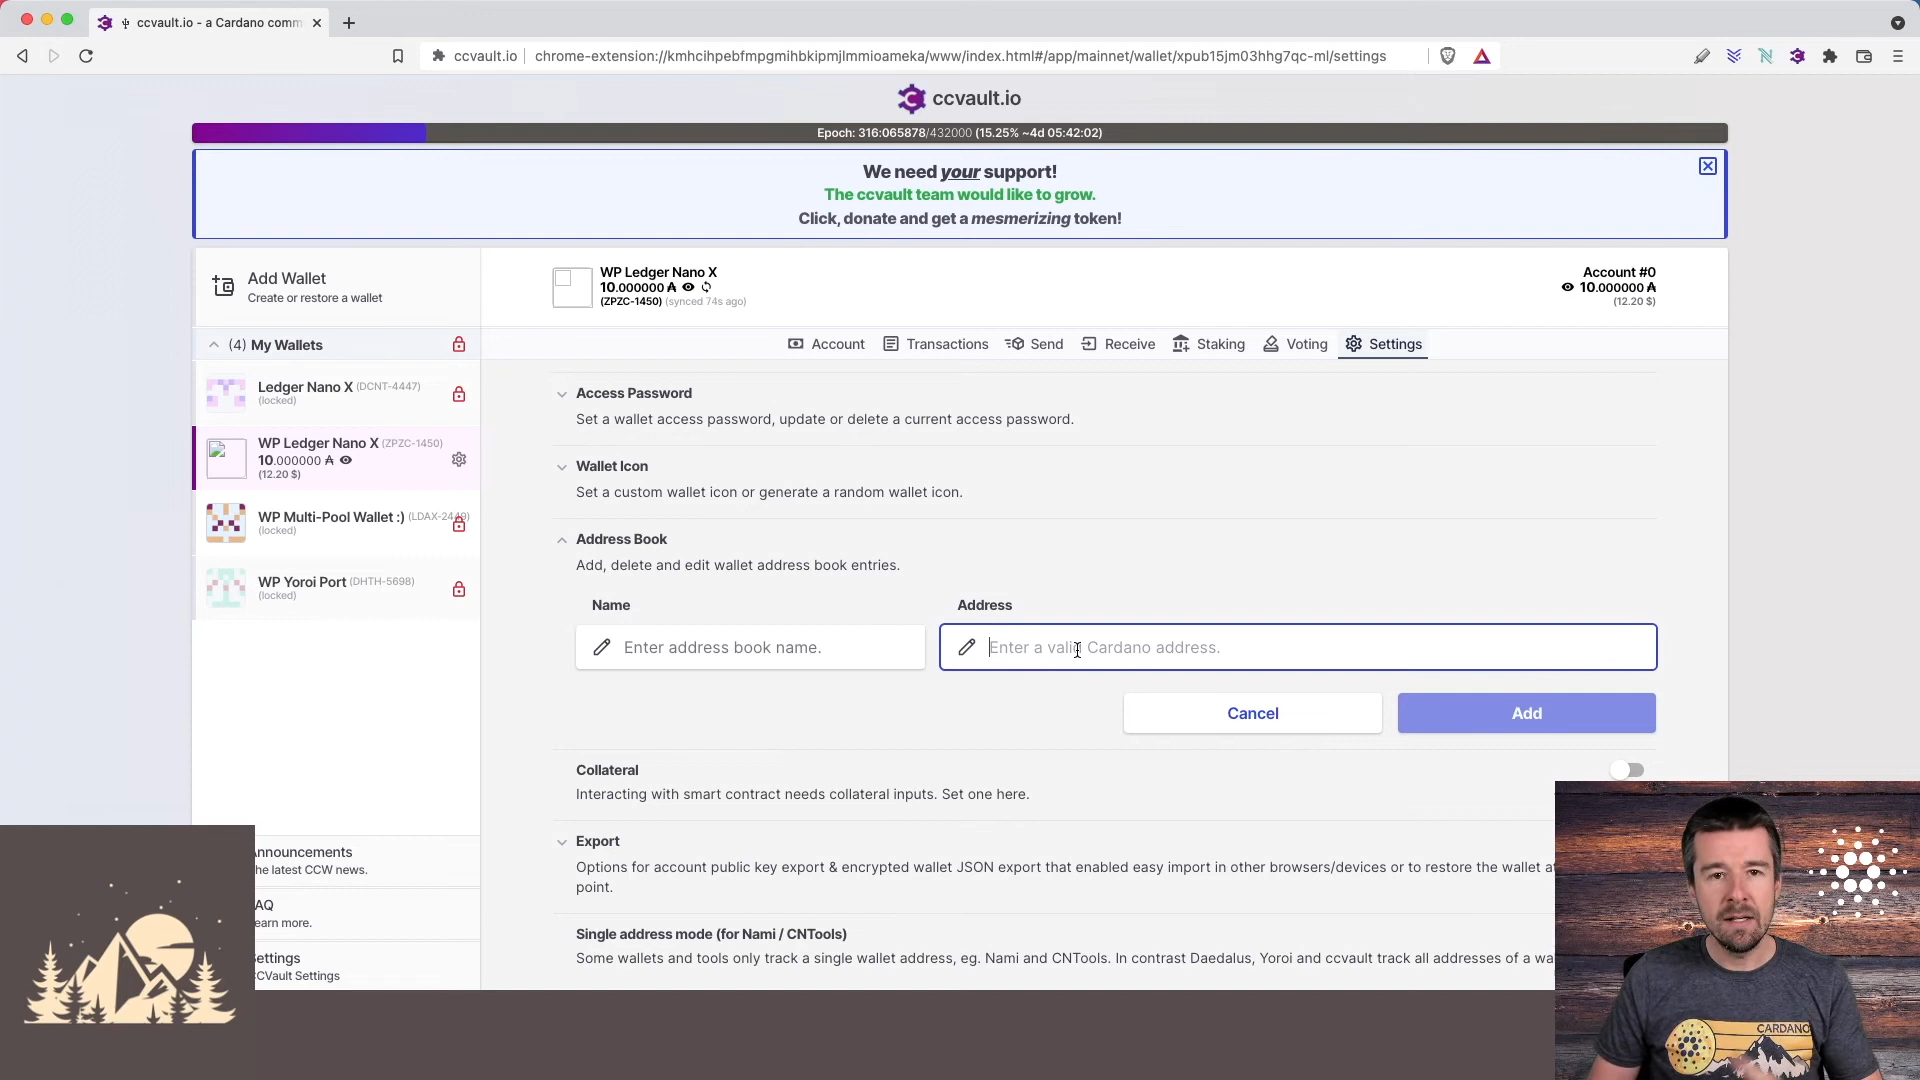 ccvault.io - a Cardano comm
ccvault.io
chrome-extension://kmhcihpebfmpgmihbkipmjlmmioameka/www/index.html#/app/mainnet/wallet/xpub15jm03hhg7qc-ml/settings
ccvault.io
Epoch: 316:065878/432000 (15.25% ~4d 05:42:02)
We need your support!
The ccvault team would like to grow.
Click, donate and get a mesmerizing token!
Add Wallet
Create or restore a wallet
WP Ledger Nano X
10.000000 ₳
(ZPZC-1450) (synced 74s ago)
Account #0
10.000000 ₳
(12.20 $)
(4) My Wallets
Account
Transactions
Send
Receive
Staking
Voting
Settings
Ledger Nano X (DCNT-4447)
(locked)
WP Ledger Nano X (ZPZC-1450)
10.000000 ₳
(12.20 $)
WP Multi-Pool Wallet :) (LDAX-2449)
(locked)
WP Yoroi Port (DHTH-5698)
(locked)
Access Password
Set a wallet access password, update or delete a current access password.
Wallet Icon
Set a custom wallet icon or generate a random wallet icon.
Address Book
Add, delete and edit wallet address book entries.
Name
Address
Enter address book name.
Enter a valid Cardano address.
Cancel
Add
Collateral
Interacting with smart contract needs collateral inputs. Set one here.
Export
Options for account public key export & encrypted wallet JSON export that enabled easy import in other browsers/devices or to restore the wallet at
point.
Single address mode (for Nami / CNTools)
Some wallets and tools only track a single wallet address, eg. Nami and CNTools. In contrast Daedalus, Yoroi and ccvault track all addresses of a wa
nnouncements
he latest CCW news.
AQ
earn more.
ettings
CVault Settings
CARDANO